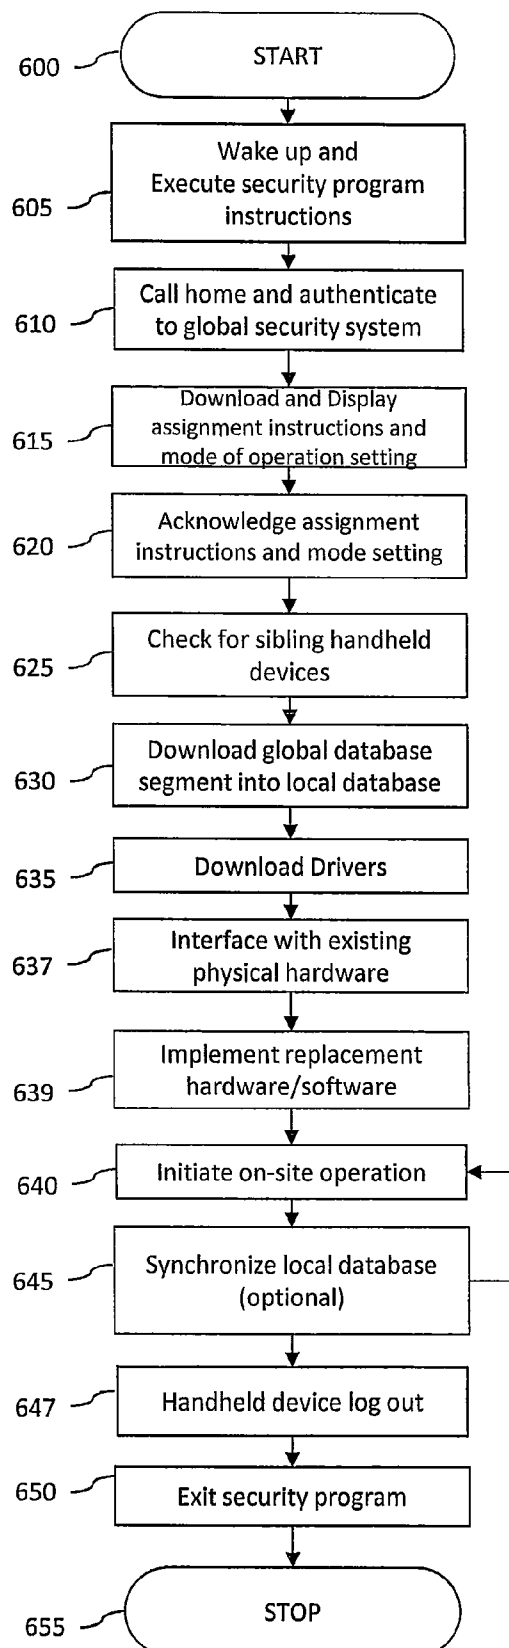 START
600
Wake up and
Execute security program
instructions
605
Call home and authenticate
to global security system
610
Download and Display
assignment instructions and
mode of operation setting
615
Acknowledge assignment
instructions and mode setting
620
Check for sibling handheld
devices
625
Download global database
segment into local database
630
Download Drivers
635
Interface with existing
physical hardware
637
Implement replacement
hardware/software
639
Initiate on-site operation
640
Synchronize local database
(optional)
645
Handheld device log out
647
Exit security program
650
STOP
655